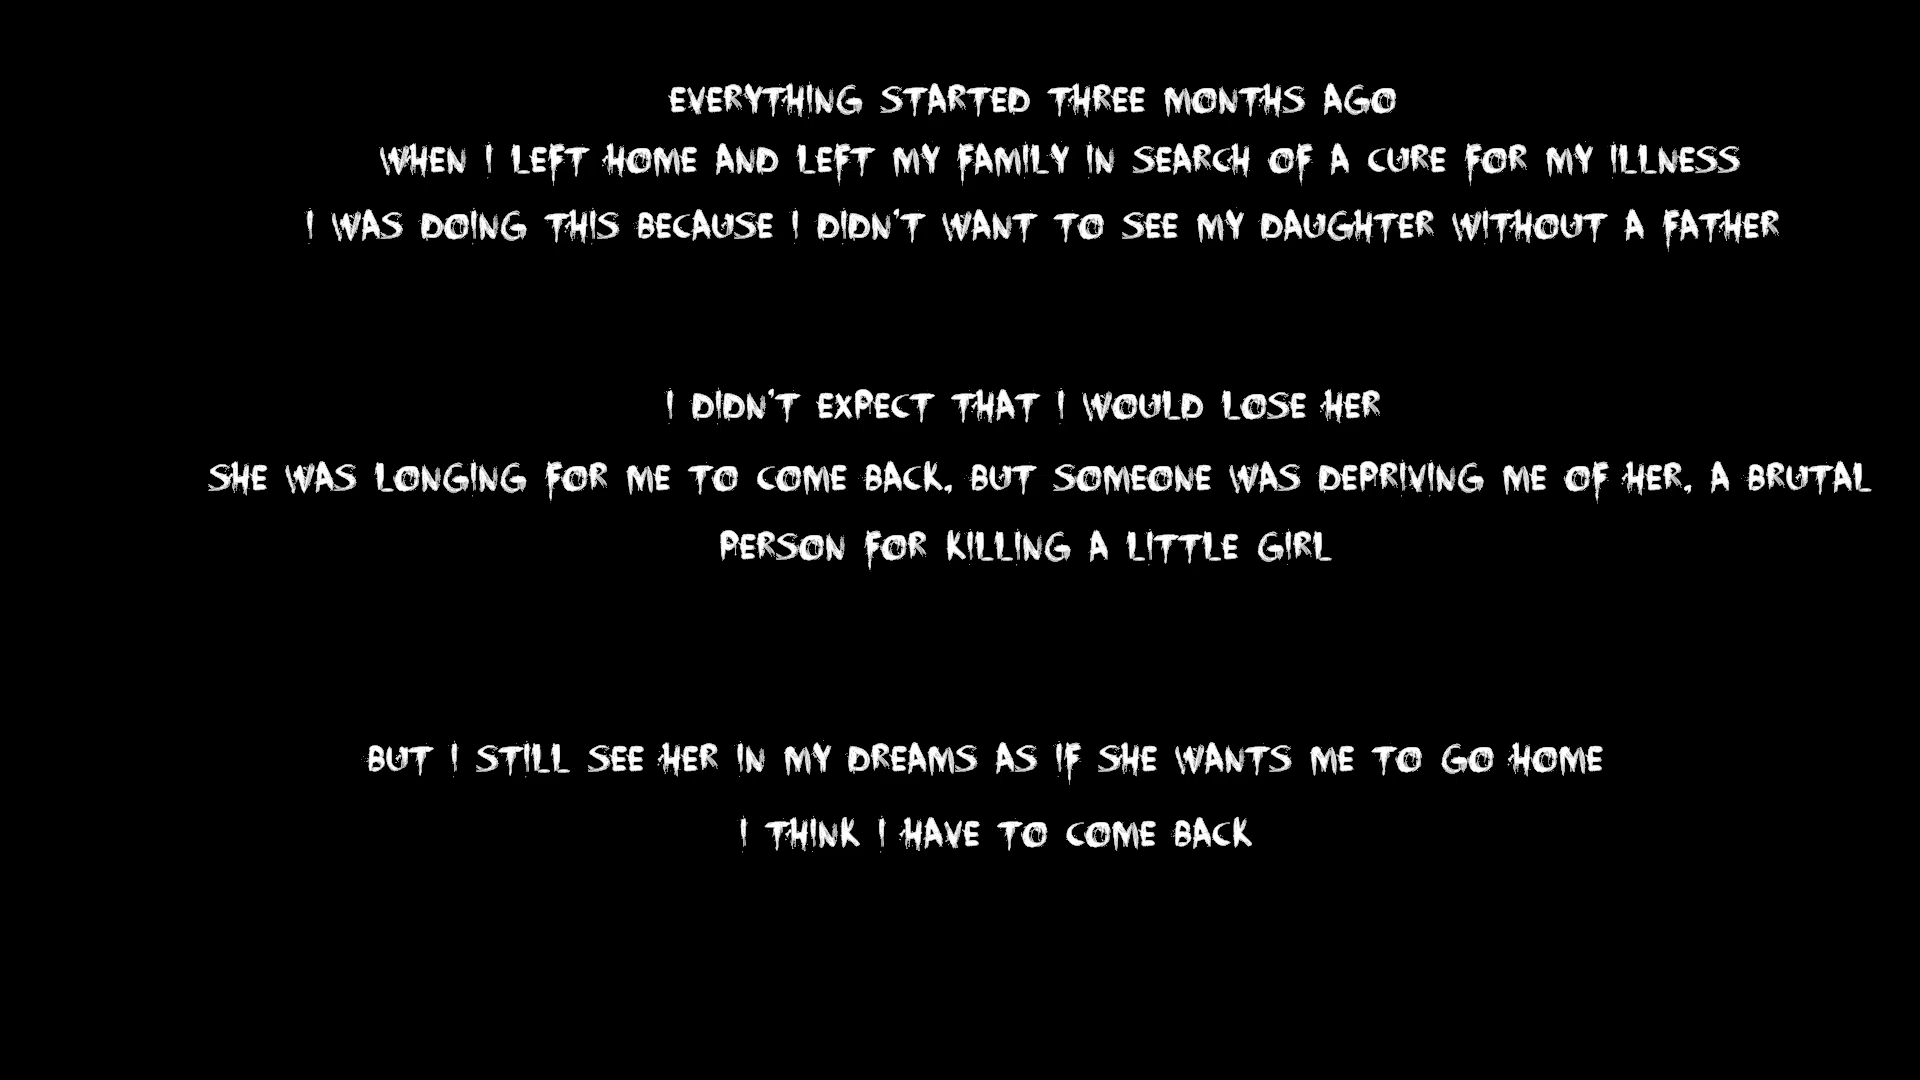 EVERYTHING STARTED THREE MONTHS AGO
WHEN I LEFT HOME AND LEFT MY FAMILY IN SEARCH OF A CURE FOR MY ILLNESS
I WAS DOING THIS BECAUSE I DIDN'T WANT TO SEE MY DAUGHTER WITHOUT A FATHER
I DIDN'T EXPECT THAT I WOULD LOSE HER
SHE WAS LONGING FOR ME TO COME BACK, BUT SOMEONE WAS DEPRIVING ME OF HER, A BRUTAL
PERSON FOR KILLING A LITTLE GIRL
BUT I STILL SEE HER IN MY DREAMS AS IF SHE WANTS ME TO GO HOME
I THINK I HAVE TO COME BACK